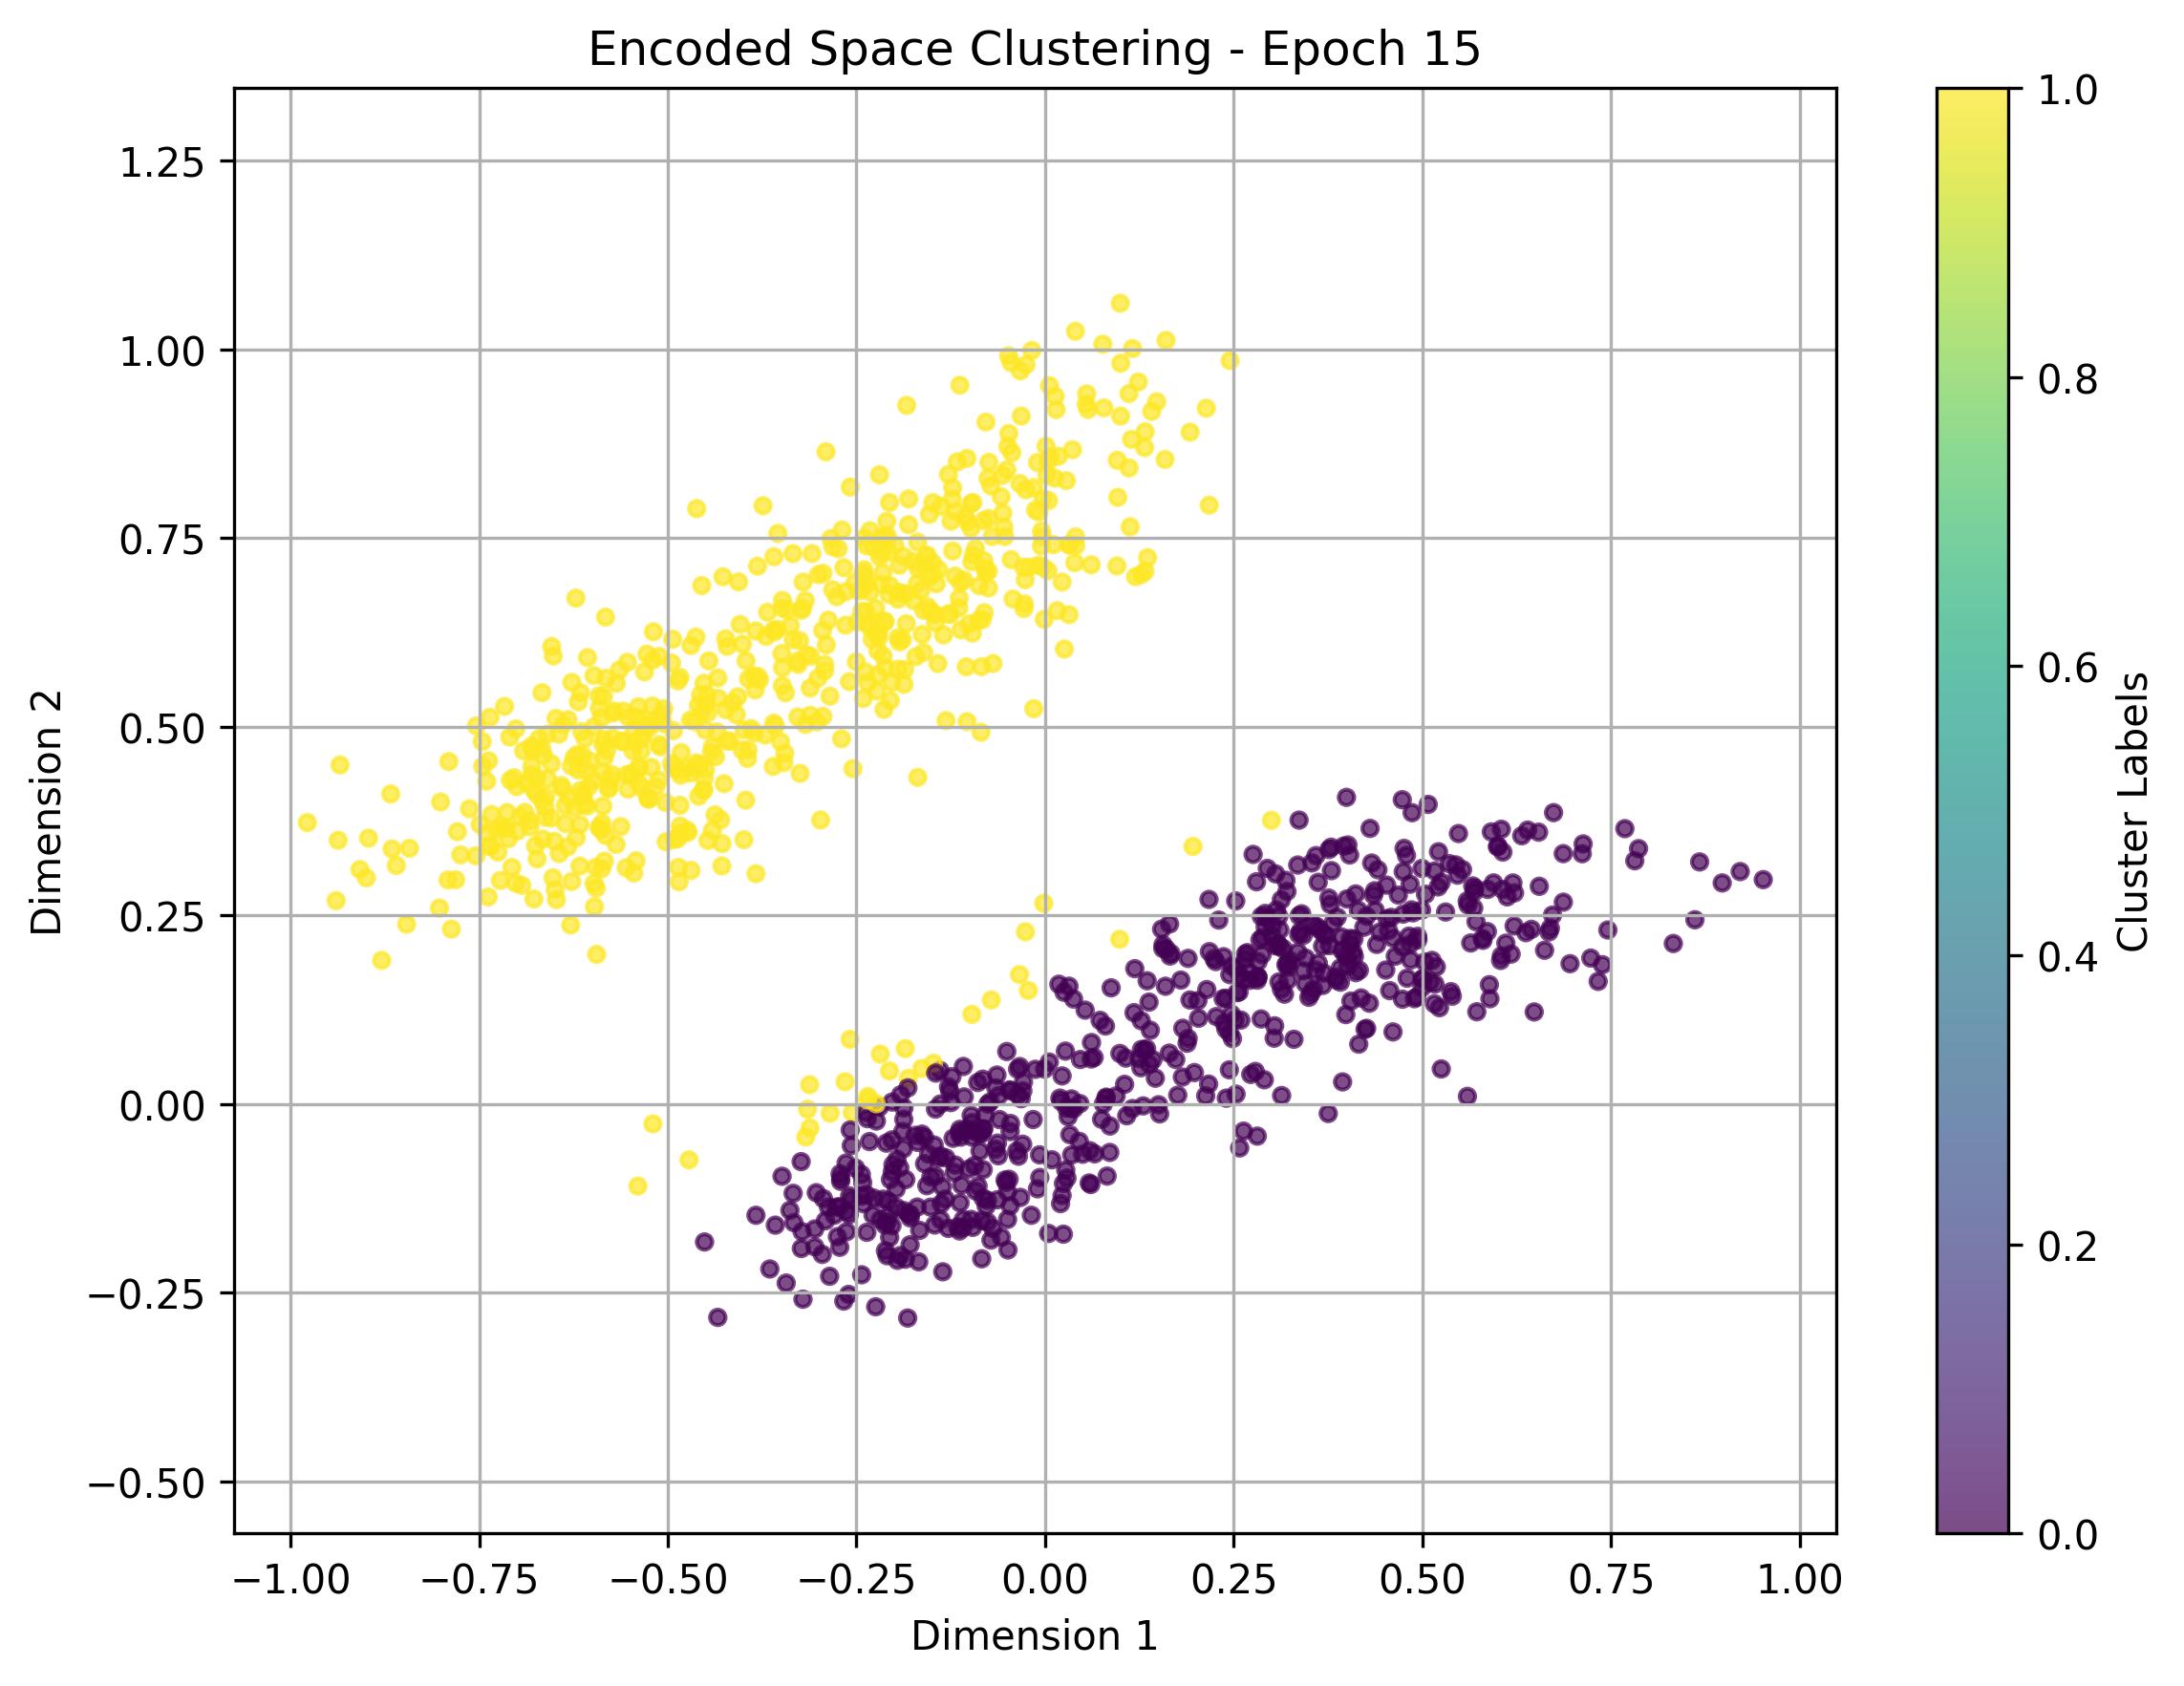 Encoded Space Clustering - Epoch 15
1.25
1.00
0.75
0.50
0.25
0.00
−0.25
−0.50
Dimension 2
−1.00 −0.75 −0.50 −0.25 0.00 0.25 0.50 0.75 1.00
Dimension 1
1.0
0.8
0.6
0.4
0.2
0.0
Cluster Labels